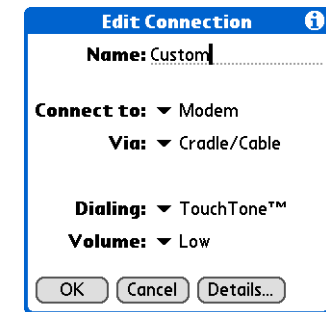 Edit Connection
Name: Custom
Connect to: Modem
Via: Cradle/Cable
Dialing: TouchTone™
Volume: Low
OK Cancel Details...